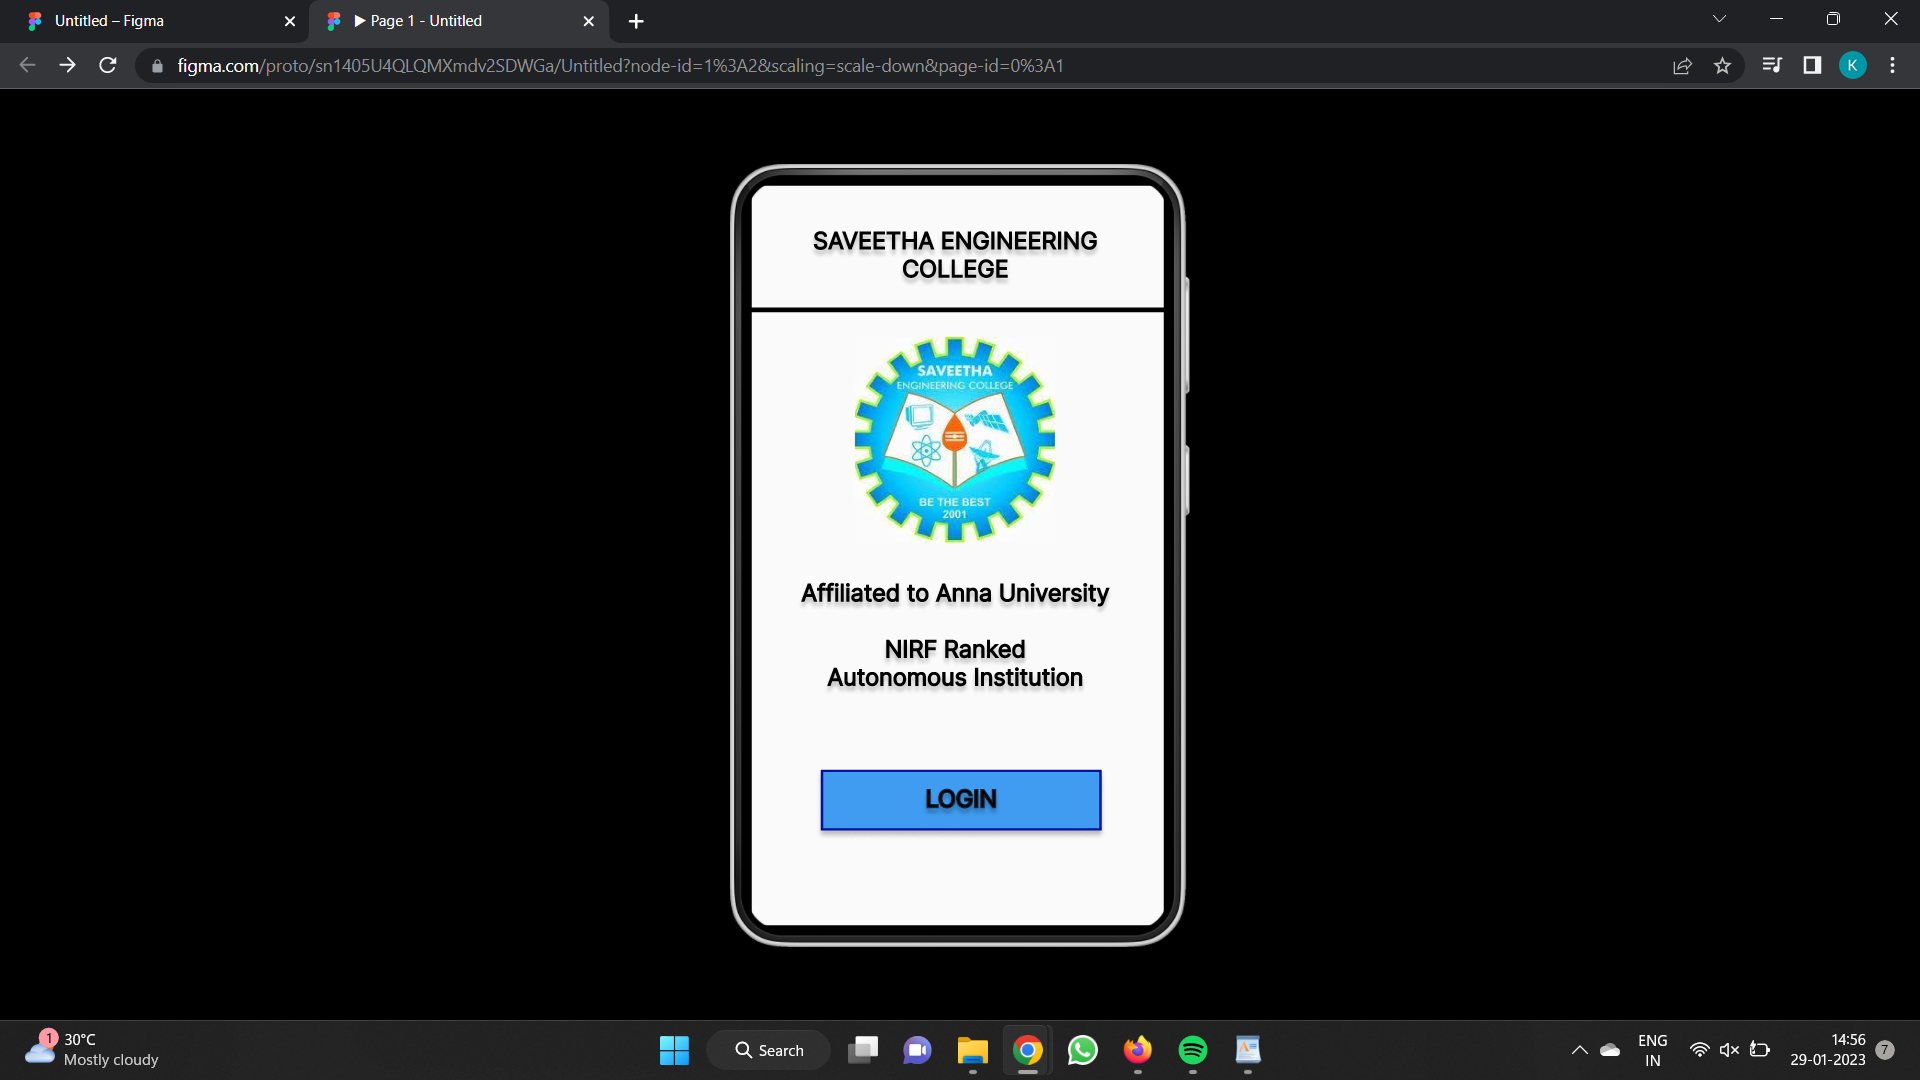 Untitled – Figma
Page 1 - Untitled
figma.com/proto/sn1405U4QLQMXmdv2SDWGa/Untitled?node-id=1%3A2&scaling=scale-down&page-id=0%3A1
K
SAVEETHA ENGINEERING
COLLEGE
SAVEETHA
ENGINEERING COLLEGE
BE THE BEST
2001
Affiliated to Anna University
NIRF Ranked
Autonomous Institution
LOGIN
1
30°C
Mostly cloudy
Search
ENG
IN
14:56
29-01-2023
7